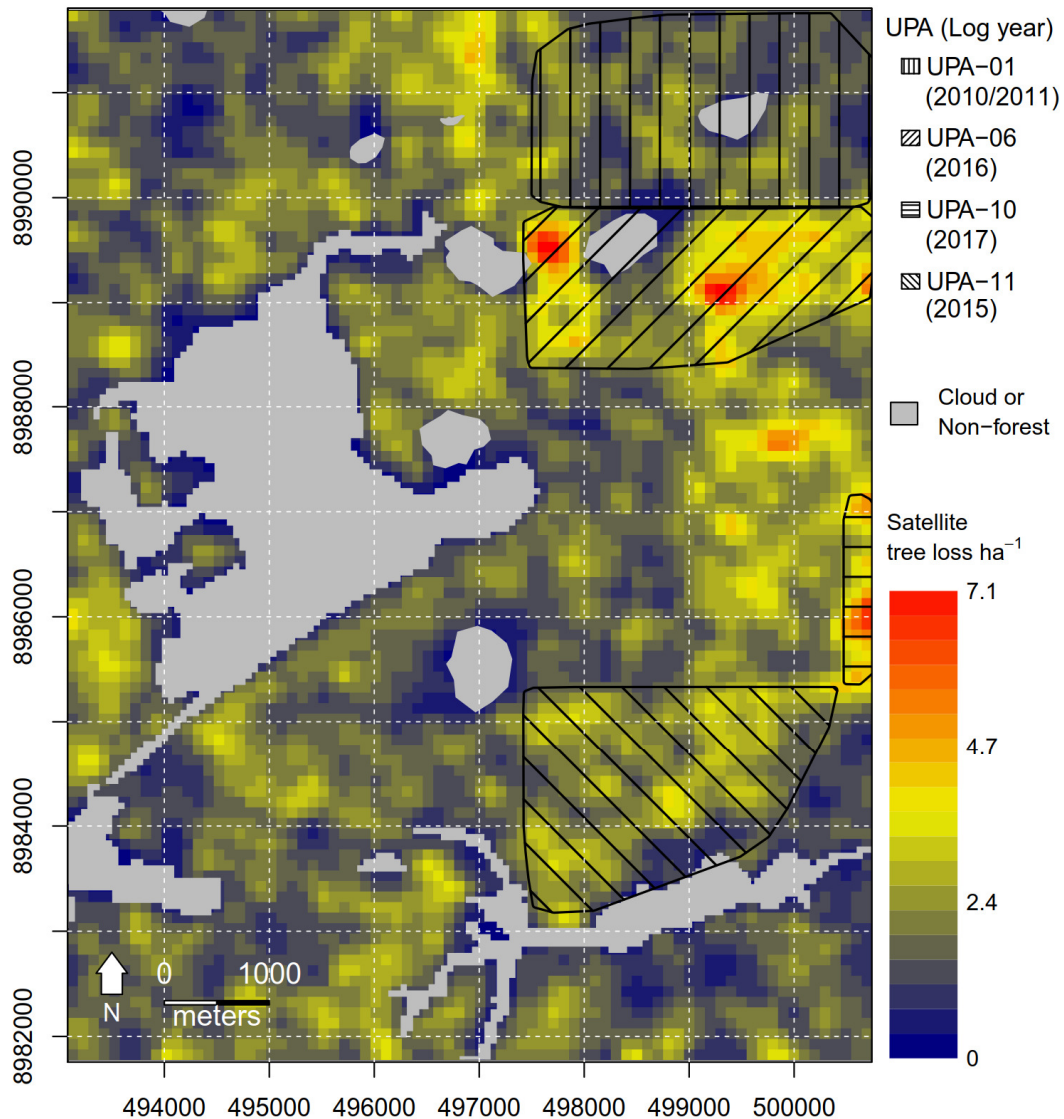 UPA (Log year)
UPA−01
(2010/2011)
UPA−06
(2016)
UPA−10
(2017)
UPA−11
(2015)
Cloud or
Non−forest
Satellite
tree loss ha⁻¹
7.1
4.7
2.4
0
8990000
8988000
8986000
8984000
8982000
0 1000
meters
N
494000 495000 496000 497000 498000 499000 500000